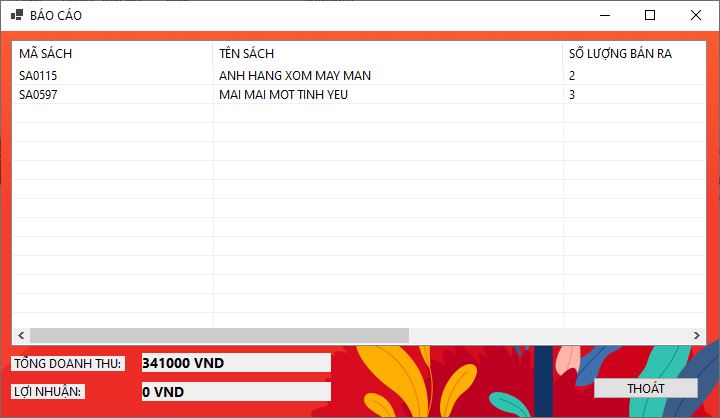 BÁO CÁO
MÃ SÁCH TÊN SÁCH SỐ LƯỢNG BÁN RA
SA0115 ANH HANG XOM MAY MAN 2
SA0597 MAI MAI MOT TINH YEU 3
TỔNG DOANH THU: 341000 VND
LỢI NHUẬN: 0 VND
THOÁT